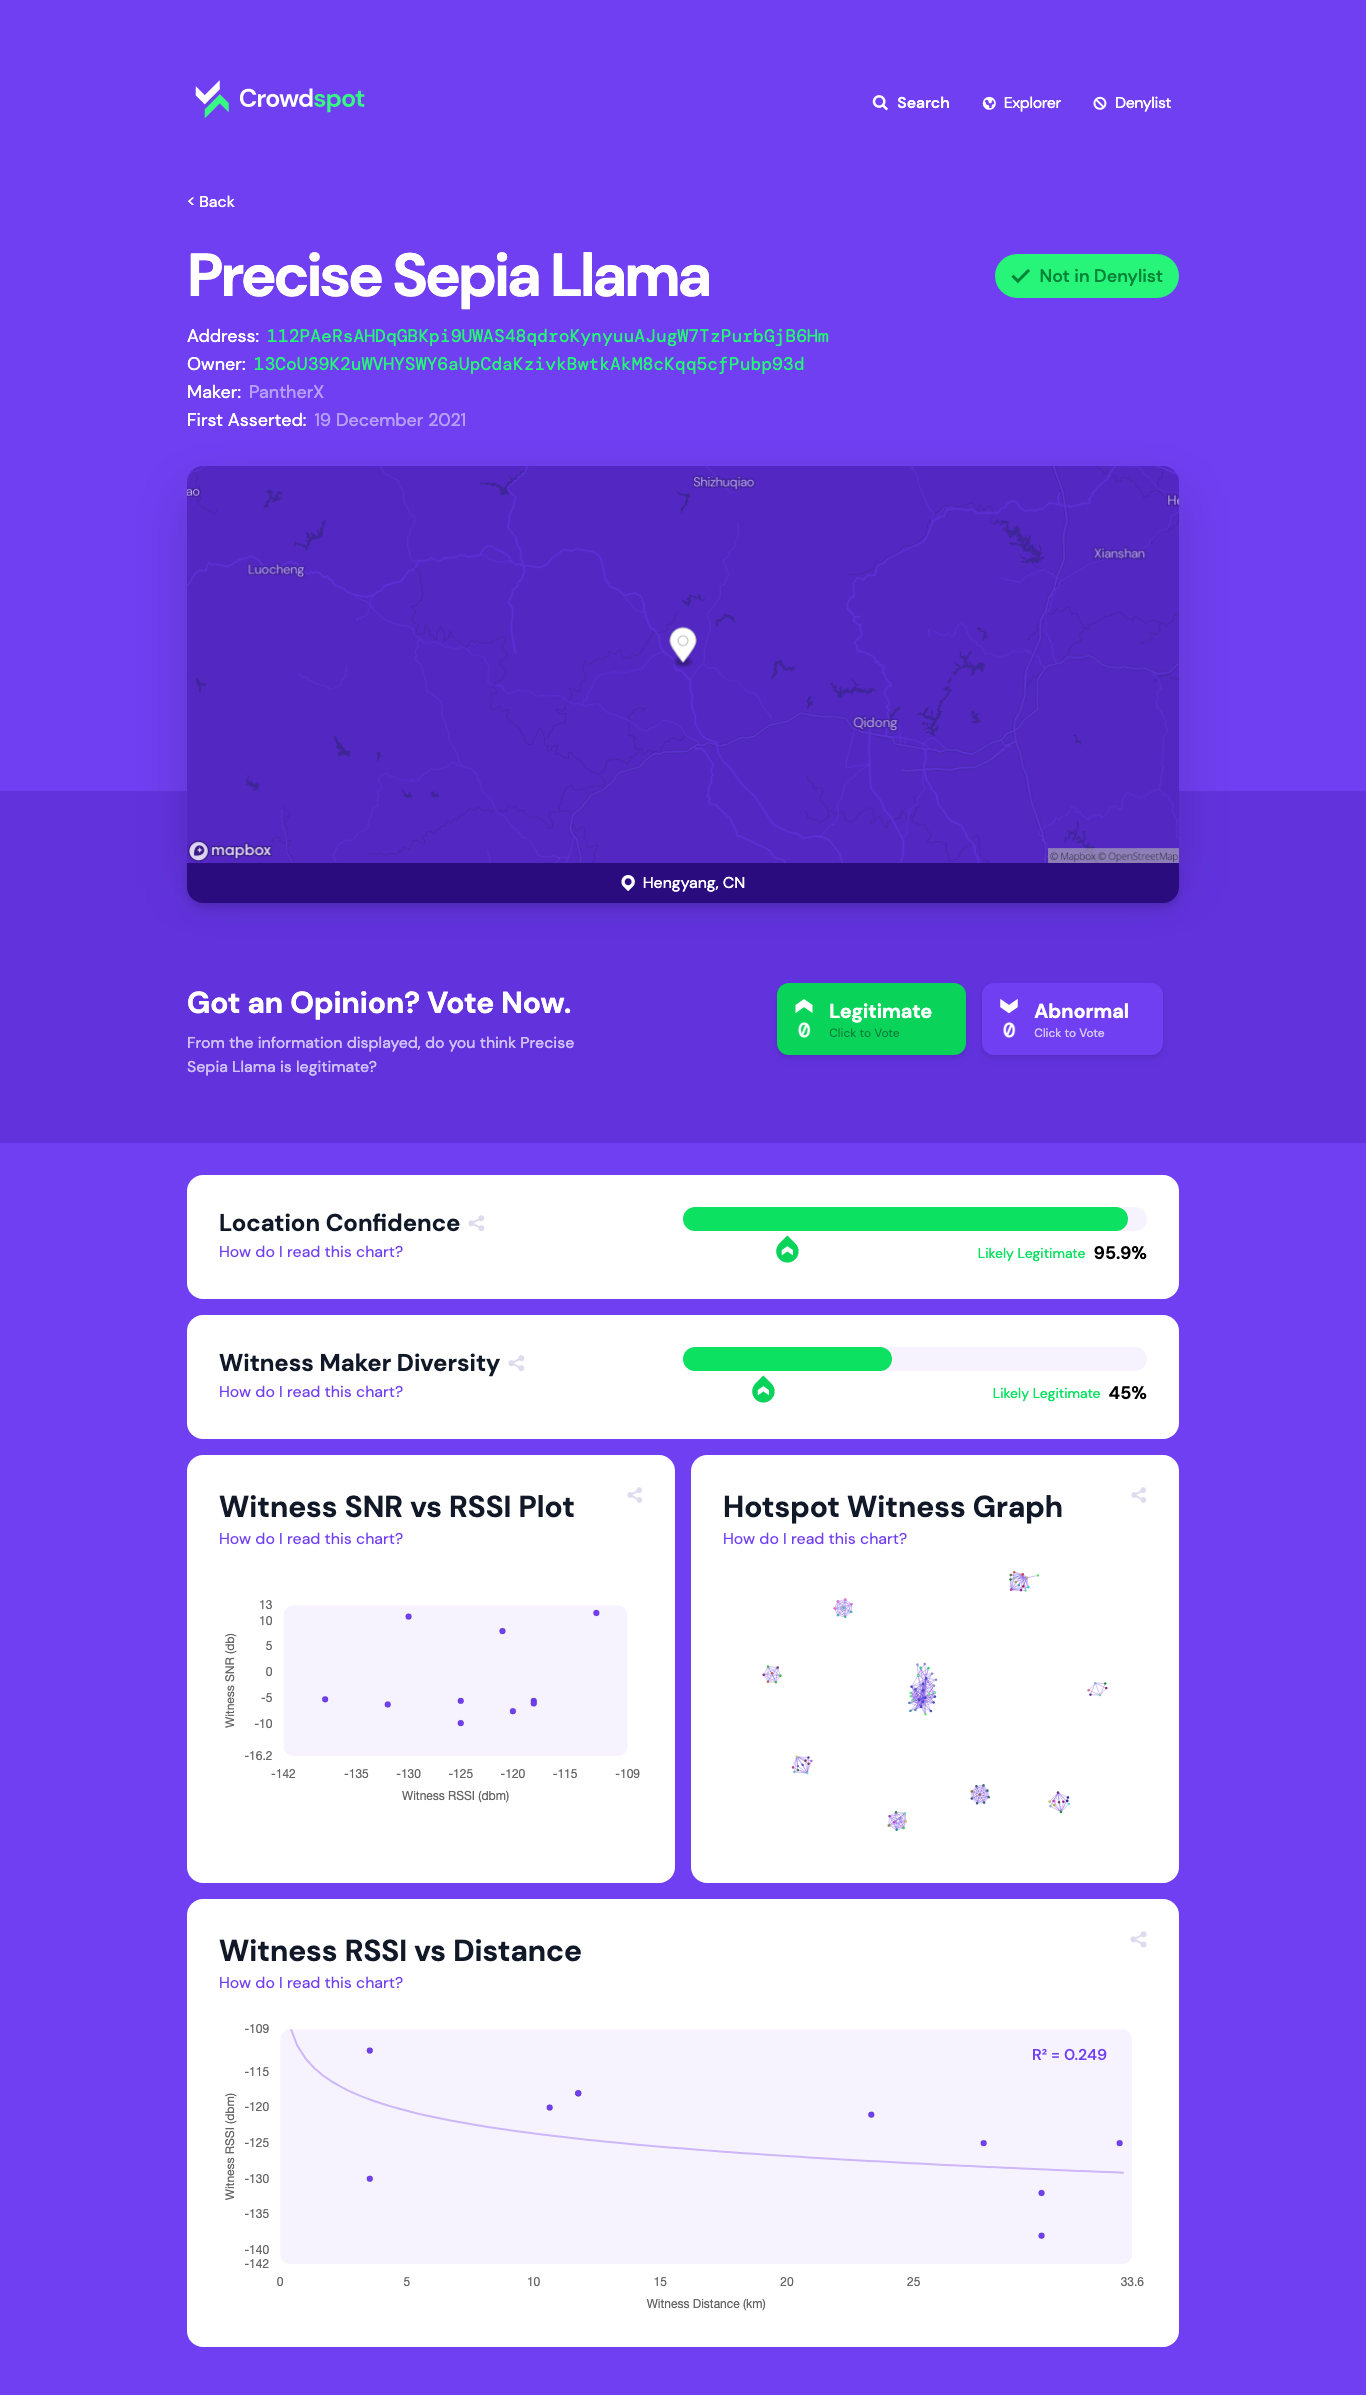 Crowdspot
Search
Explorer
Denylist
< Back
Precise Sepia Llama
Not in Denylist
Address: 112PAeRsAHDqGBKpi9UWAS48qdroKynyuuAJugW7TzPurbGjB6Hm
Owner: 13CoU39K2uWVHYSWY6aUpCdaKzivkBwtkAkM8cKqq5cfPubp93d
Maker: PantherX
First Asserted: 19 December 2021
ao
Shizhuqiao
He
Xianshan
Luocheng
Qidong
mapbox
© Mapbox © OpenStreetMap
Hengyang, CN
Got an Opinion? Vote Now.
From the information displayed, do you think Precise
Sepia Llama is legitimate?
Legitimate
0
Click to Vote
Abnormal
0
Click to Vote
Location Confidence
How do I read this chart?
Likely Legitimate 95.9%
Witness Maker Diversity
How do I read this chart?
Likely Legitimate 45%
Witness SNR vs RSSI Plot
How do I read this chart?
13
10
5
0
-5
-10
-16.2
Witness SNR (db)
-142 -135 -130 -125 -120 -115 -109
Witness RSSI (dbm)
Hotspot Witness Graph
How do I read this chart?
Witness RSSI vs Distance
How do I read this chart?
R² = 0.249
-109
-115
-120
-125
-130
-135
-140
-142
Witness RSSI (dbm)
0 5 10 15 20 25 33.6
Witness Distance (km)